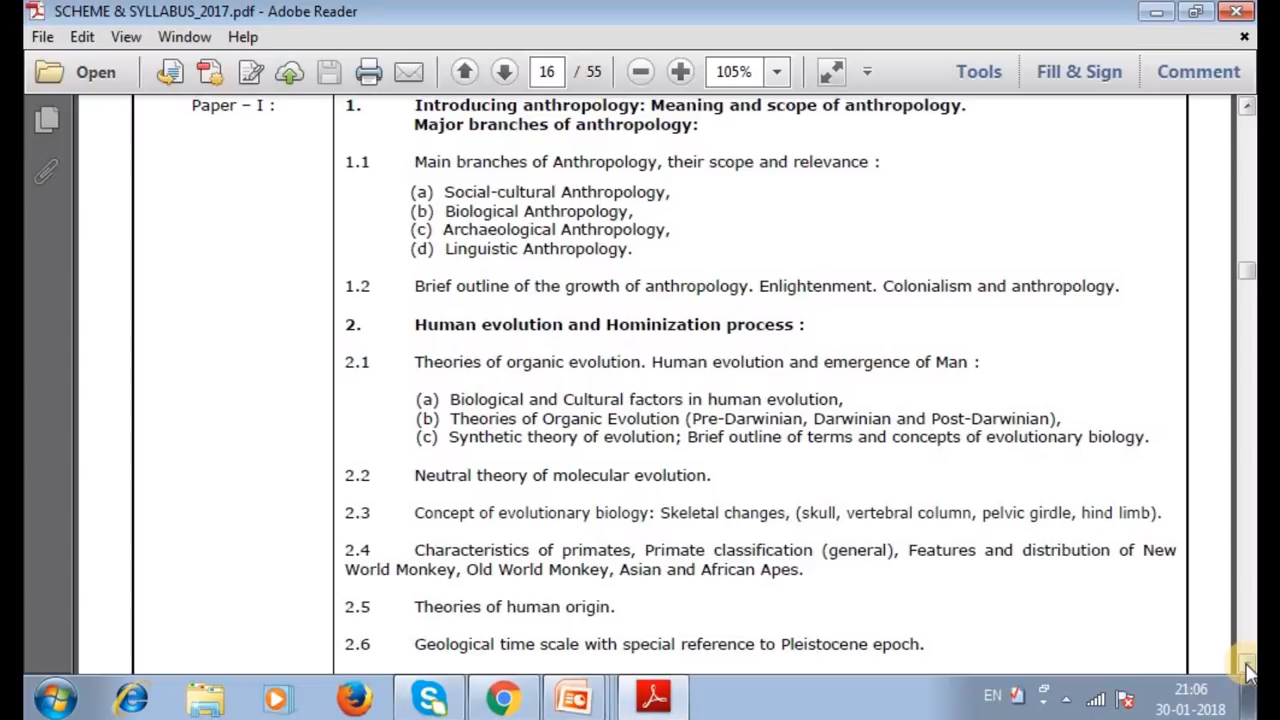 SCHEME & SYLLABUS_2017.pdf - Adobe Reader
File Edit View Window Help
Open 16 / 55 105% Tools Fill & Sign Comment
Paper – I : 1. Introducing anthropology: Meaning and scope of anthropology.
Major branches of anthropology:
1.1 Main branches of Anthropology, their scope and relevance :
(a) Social-cultural Anthropology,
(b) Biological Anthropology,
(c) Archaeological Anthropology,
(d) Linguistic Anthropology.
1.2 Brief outline of the growth of anthropology. Enlightenment. Colonialism and anthropology.
2. Human evolution and Hominization process :
2.1 Theories of organic evolution. Human evolution and emergence of Man :
(a) Biological and Cultural factors in human evolution,
(b) Theories of Organic Evolution (Pre-Darwinian, Darwinian and Post-Darwinian),
(c) Synthetic theory of evolution; Brief outline of terms and concepts of evolutionary biology.
2.2 Neutral theory of molecular evolution.
2.3 Concept of evolutionary biology: Skeletal changes, (skull, vertebral column, pelvic girdle, hind limb).
2.4 Characteristics of primates, Primate classification (general), Features and distribution of New
World Monkey, Old World Monkey, Asian and African Apes.
2.5 Theories of human origin.
2.6 Geological time scale with special reference to Pleistocene epoch.
EN 21:06
30-01-2018